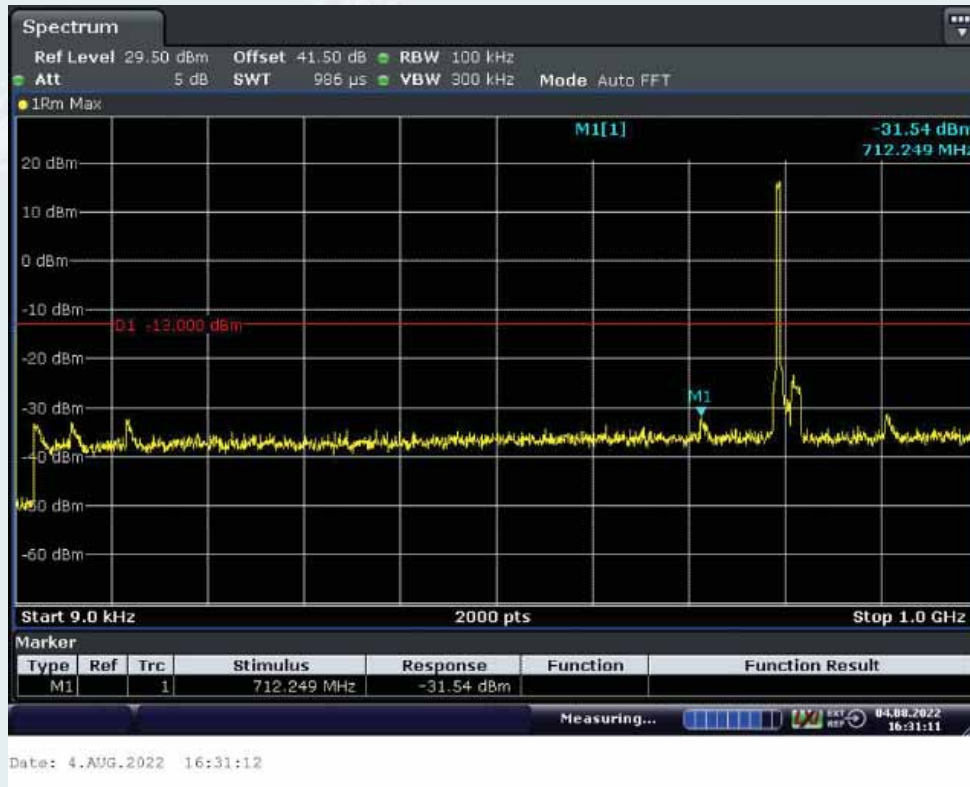 Spectrum
Ref Level 29.50 dBm Offset 41.50 dB RBW 100 kHz
Att 5 dB SWT 986 µs VBW 300 kHz Mode Auto FFT
1Rm Max
M1[1] -31.54 dBm
712.249 MHz
20 dBm
10 dBm
0 dBm
-10 dBm
D1 -13.000 dBm
-20 dBm
M1
-30 dBm
-40 dBm
-50 dBm
-60 dBm
Start 9.0 kHz 2000 pts Stop 1.0 GHz
Marker
Type Ref Trc Stimulus Response Function Function Result
M1 1 712.249 MHz -31.54 dBm
Measuring... LXI EXT REF 04.08.2022
16:31:11
Date: 4.AUG.2022 16:31:12